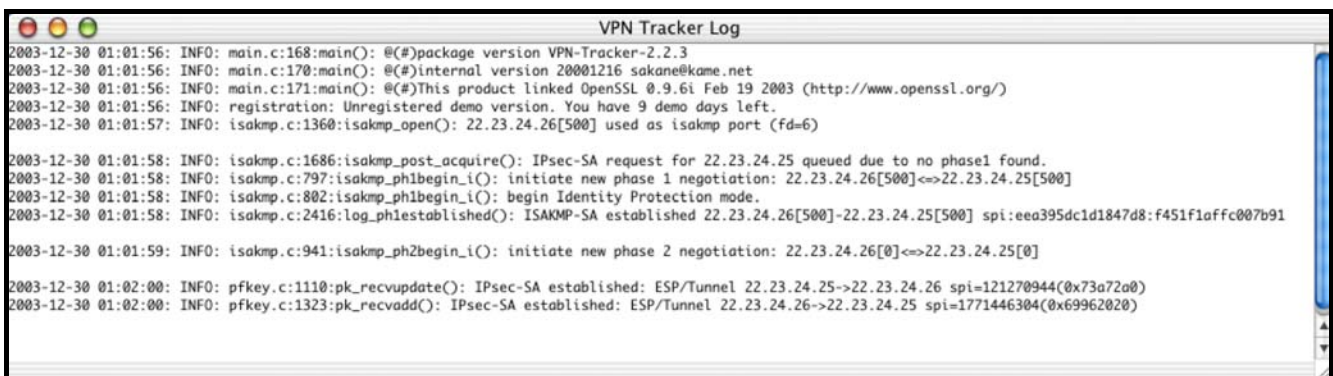 VPN Tracker Log
2003-12-30 01:01:56: INFO: main.c:168:main(): @(#)package version VPN-Tracker-2.2.3
2003-12-30 01:01:56: INFO: main.c:170:main(): @(#)internal version 20001216 sakane@kame.net
2003-12-30 01:01:56: INFO: main.c:171:main(): @(#)This product linked OpenSSL 0.9.6i Feb 19 2003 (http://www.openssl.org/)
2003-12-30 01:01:56: INFO: registration: Unregistered demo version. You have 9 demo days left.
2003-12-30 01:01:57: INFO: isakmp.c:1360:isakmp_open(): 22.23.24.26[500] used as isakmp port (fd=6)
2003-12-30 01:01:58: INFO: isakmp.c:1686:isakmp_post_acquire(): IPsec-SA request for 22.23.24.25 queued due to no phase1 found.
2003-12-30 01:01:58: INFO: isakmp.c:797:isakmp_ph1begin_i(): initiate new phase 1 negotiation: 22.23.24.26[500]<=>22.23.24.25[500]
2003-12-30 01:01:58: INFO: isakmp.c:802:isakmp_ph1begin_i(): begin Identity Protection mode.
2003-12-30 01:01:58: INFO: isakmp.c:2416:log_ph1established(): ISAKMP-SA established 22.23.24.26[500]-22.23.24.25[500] spi:eea395dc1d1847d8:f451f1affc007b91
2003-12-30 01:01:59: INFO: isakmp.c:941:isakmp_ph2begin_i(): initiate new phase 2 negotiation: 22.23.24.26[0]<=>22.23.24.25[0]
2003-12-30 01:02:00: INFO: pfkey.c:1110:pk_recvupdate(): IPsec-SA established: ESP/Tunnel 22.23.24.25->22.23.24.26 spi=121270944(0x73a72a0)
2003-12-30 01:02:00: INFO: pfkey.c:1323:pk_recvadd(): IPsec-SA established: ESP/Tunnel 22.23.24.26->22.23.24.25 spi=1771446304(0x69962020)